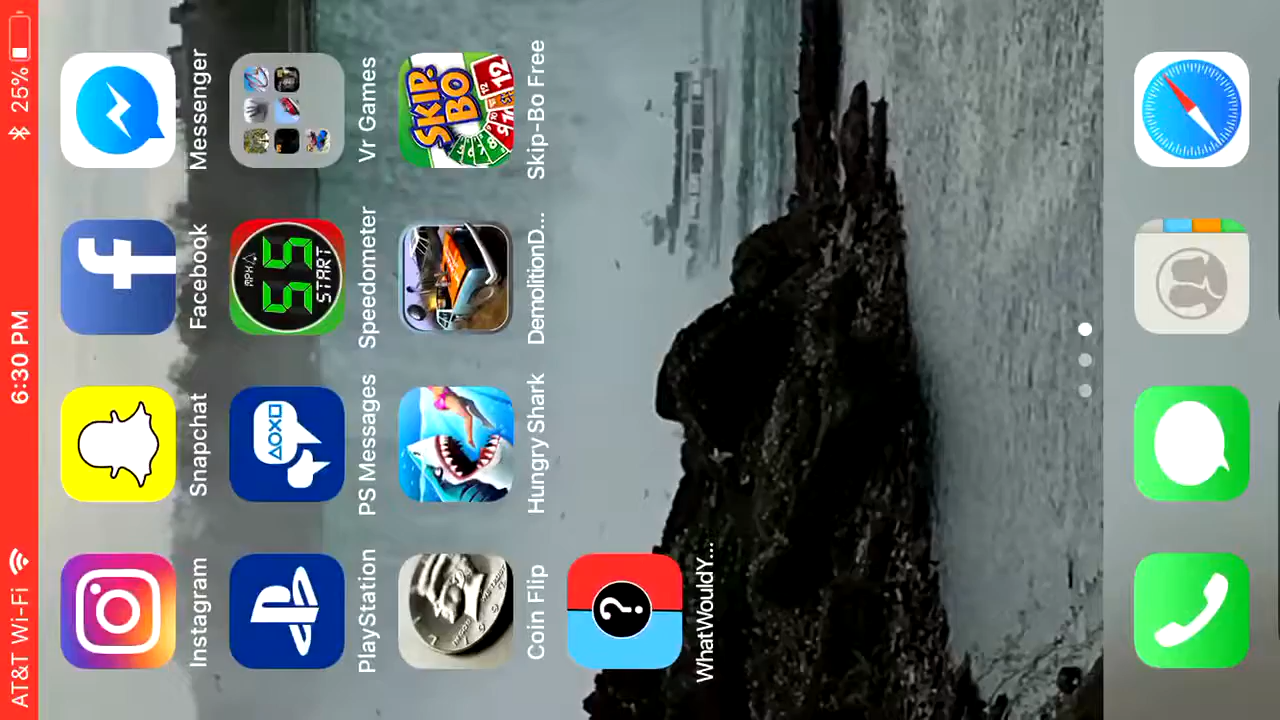 AT&T Wi-Fi 6:30 PM 25%
Instagram Snapchat Facebook Messenger
MPH
55
START
PlayStation PS Messages Speedometer Vr Games
SKIP-BO
12
Coin Flip Hungry Shark DemolitionD... Skip-Bo Free
?
WhatWouldY...